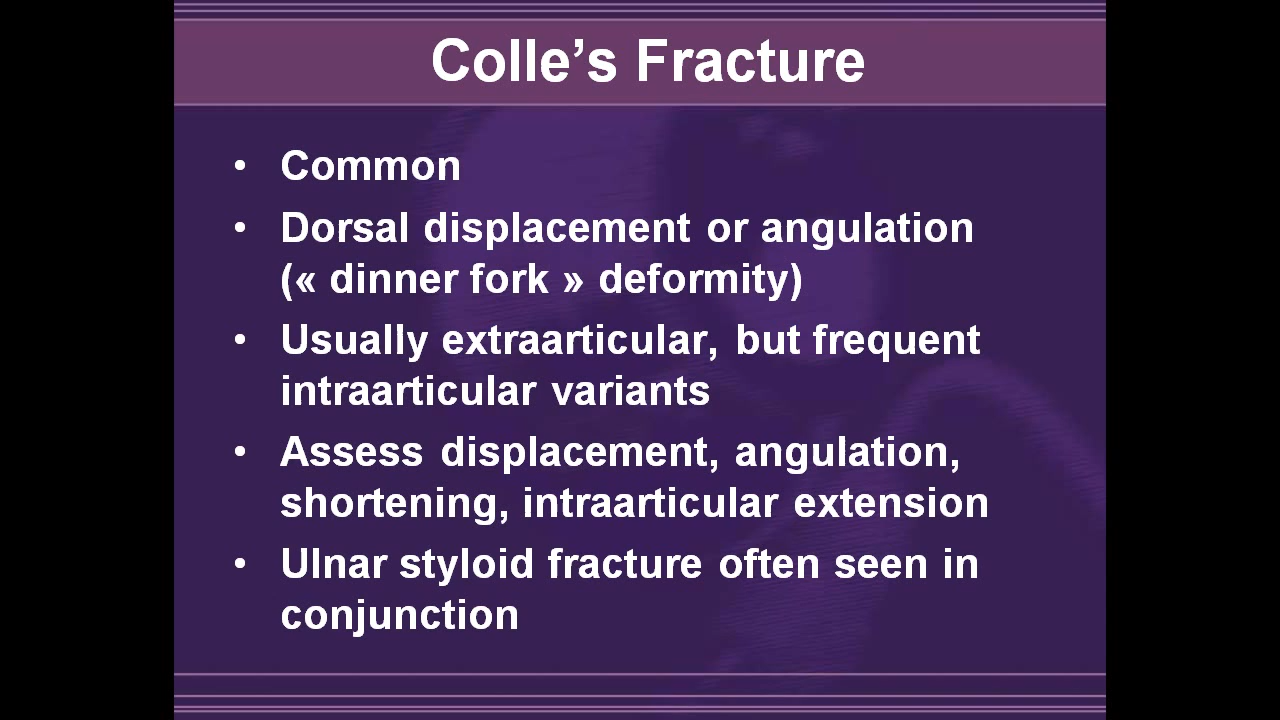 Colle’s Fracture
• Common
• Dorsal displacement or angulation
(« dinner fork » deformity)
• Usually extraarticular, but frequent
intraarticular variants
• Assess displacement, angulation,
shortening, intraarticular extension
• Ulnar styloid fracture often seen in
conjunction